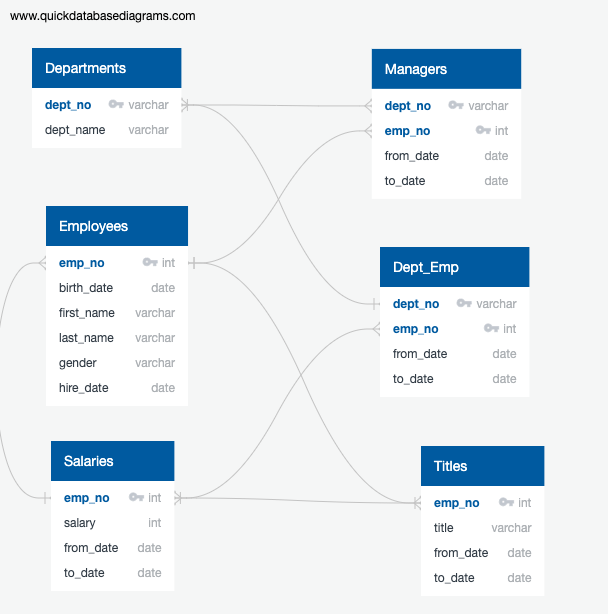 www.quickdatabasediagrams.com
Departments
dept_no varchar
dept_name varchar
Managers
dept_no varchar
emp_no int
from_date date
to_date date
Employees
emp_no int
birth_date date
first_name varchar
last_name varchar
gender varchar
hire_date date
Dept_Emp
dept_no varchar
emp_no int
from_date date
to_date date
Salaries
emp_no int
salary int
from_date date
to_date date
Titles
emp_no int
title varchar
from_date date
to_date date